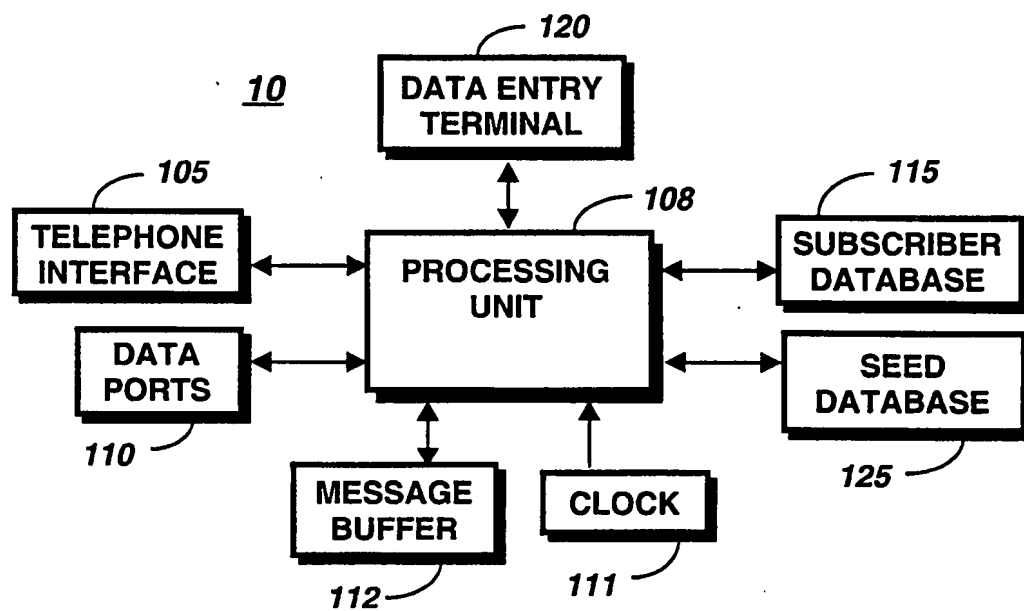 120
10
DATA ENTRY
TERMINAL
105
108
115
TELEPHONE
INTERFACE
PROCESSING
UNIT
SUBSCRIBER
DATABASE
DATA
PORTS
SEED
DATABASE
110
125
MESSAGE
BUFFER
CLOCK
112
111